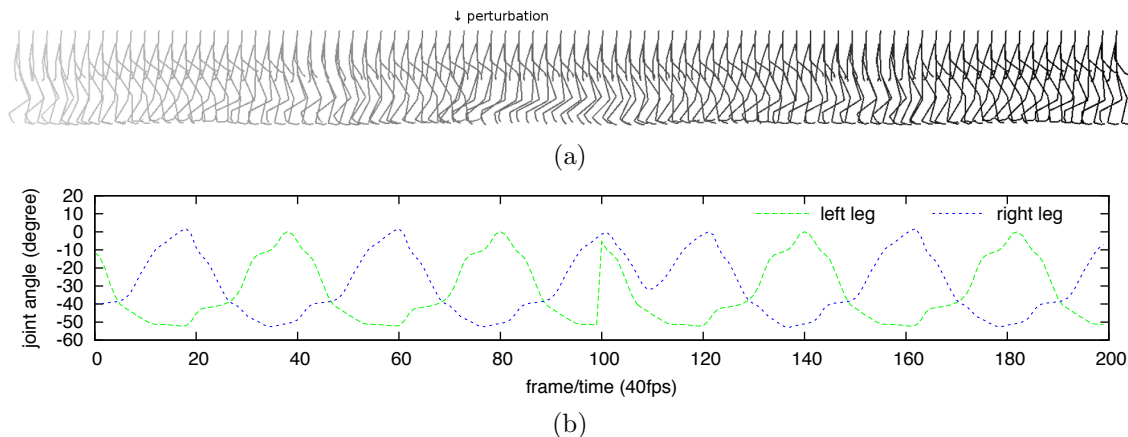 ↓ perturbation
(a)
joint angle (degree)
20
10
0
-10
-20
-30
-40
-50
-60
left leg
right leg
0 20 40 60 80 100 120 140 160 180 200
frame/time (40fps)
(b)